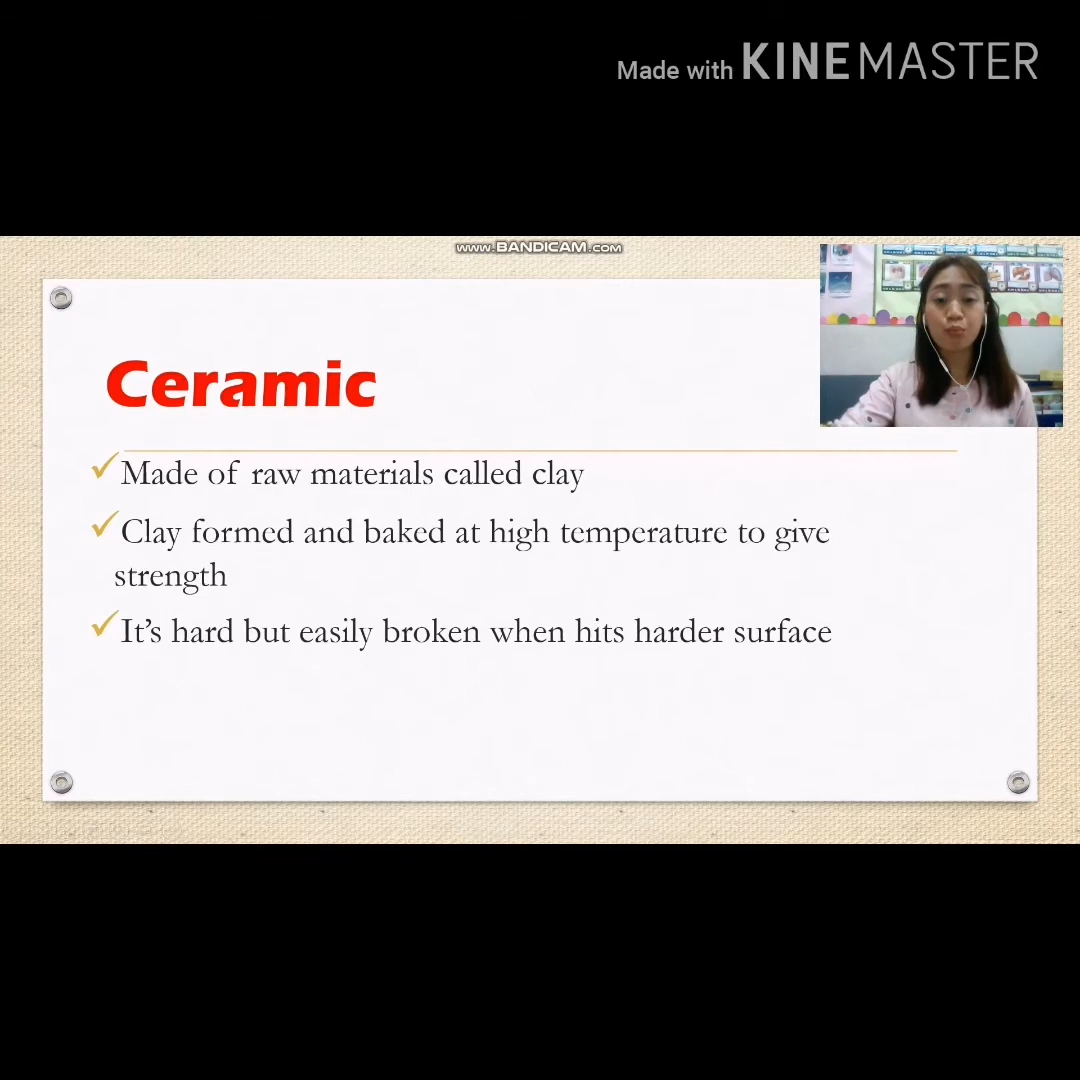 Made with KINEMASTER
www.BANDICAM.com
Ceramic
Made of raw materials called clay
Clay formed and baked at high temperature to give
strength
It's hard but easily broken when hits harder surface